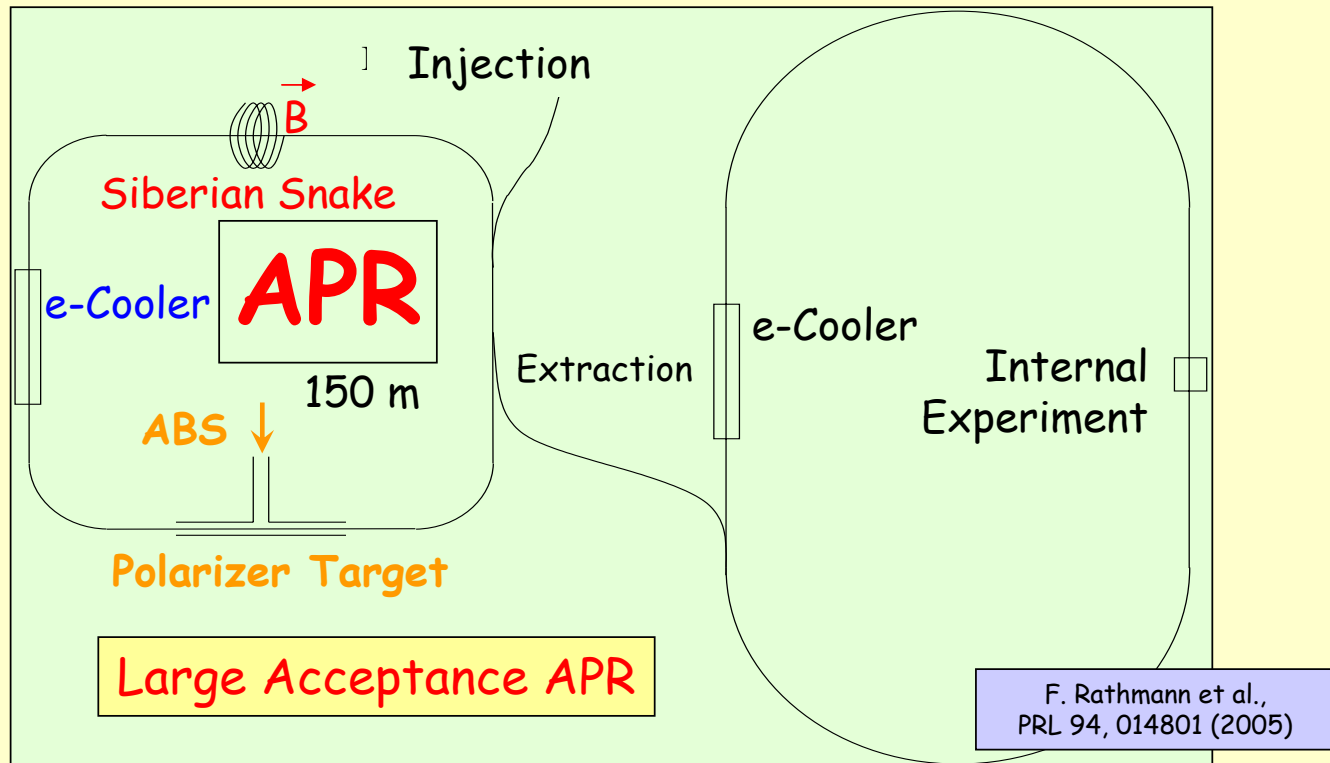 Injection
B
Siberian Snake
APR
e-Cooler
150 m
ABS
Polarizer Target
Extraction
e-Cooler
Internal
Experiment
Large Acceptance APR
F. Rathmann et al.,
PRL 94, 014801 (2005)